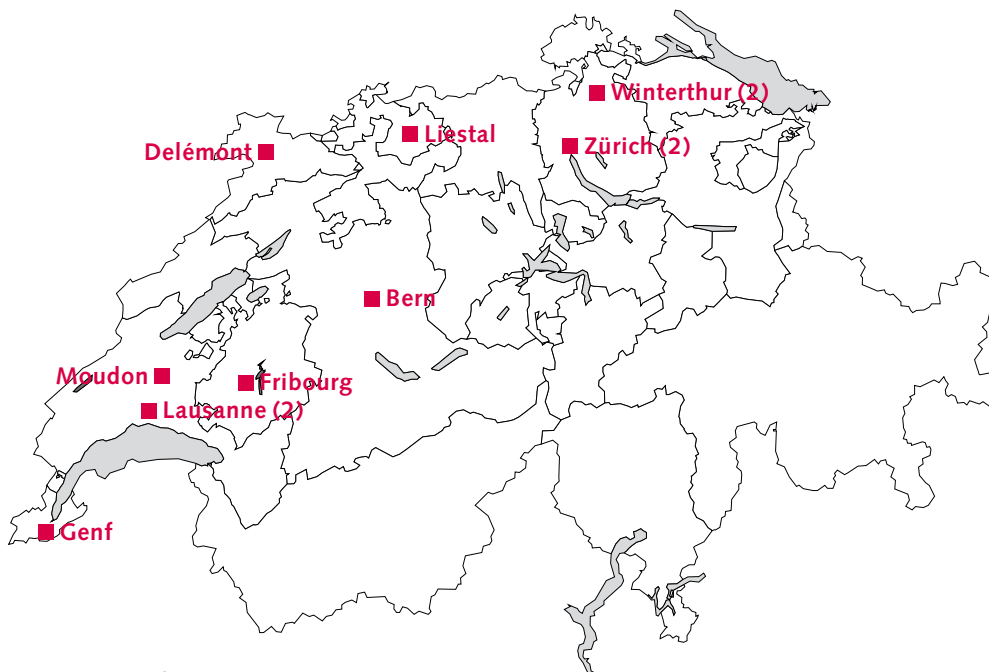 Winterthur (2)
Liestal
Zürich (2)
Delémont
Bern
Moudon
Fribourg
Lausanne (2)
Genf